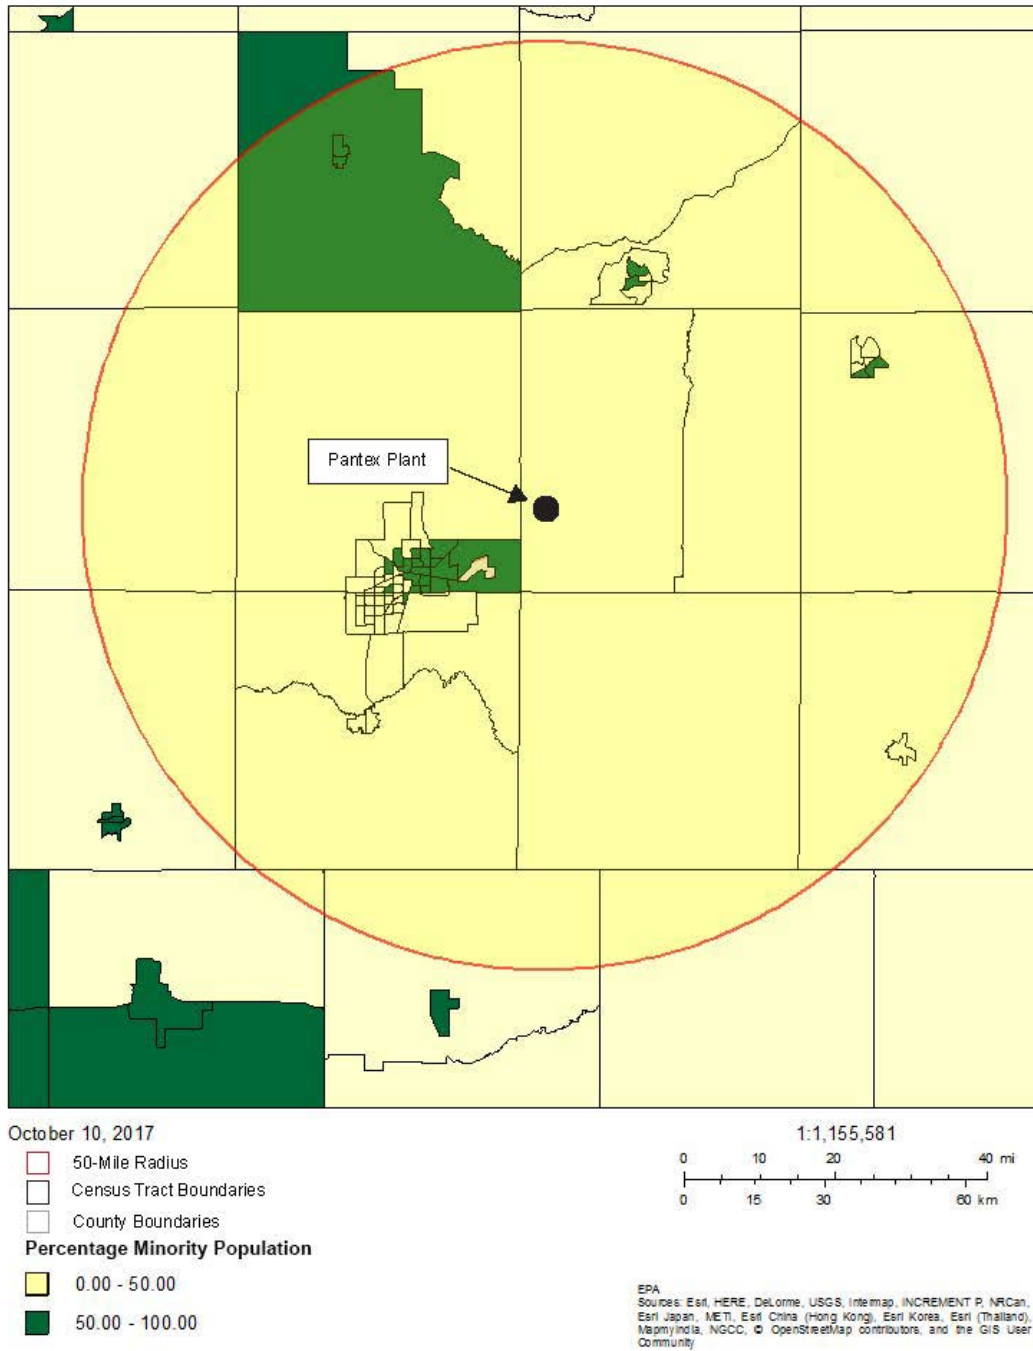 Pantex Plant
October 10, 2017
50-Mile Radius
Census Tract Boundaries
County Boundaries
Percentage Minority Population
0.00 - 50.00
50.00 - 100.00
1:1,155,581
0 10 20 40 mi
0 15 30 60 km
EPA
Sources: Esri, HERE, DeLorme, USGS, Intermap, INCREMENT P, NRCan,
Esri Japan, METI, Esri China (Hong Kong), Esri Korea, Esri (Thailand),
MapmyIndia, NGCC, © OpenStreetMap contributors, and the GIS User
Community